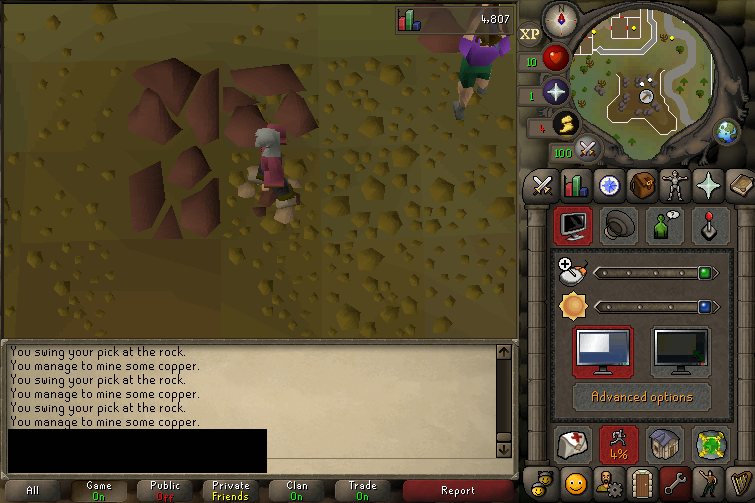 4,807
N
XP
10
1
4
100
Advanced options
4%
You swing your pick at the rock.
You manage to mine some copper.
You swing your pick at the rock.
You manage to mine some copper.
You swing your pick at the rock.
You manage to mine some copper.
All
Game
On
Public
Off
Private
Friends
Clan
On
Trade
On
Report